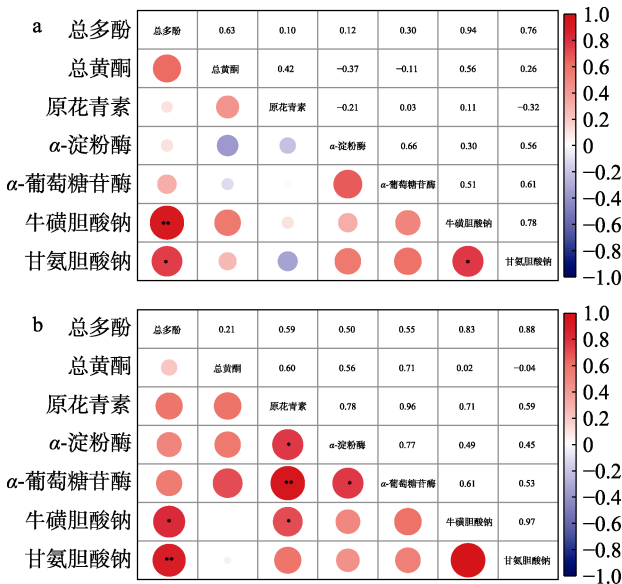 a
总多酚 总多酚 0.63 0.10 0.12 0.30 0.94 0.76
总黄酮 总黄酮 0.42 −0.37 −0.11 0.56 0.26
原花青素 原花青素 −0.21 0.03 0.11 −0.32
α-淀粉酶 α-淀粉酶 0.66 0.30 0.56
α-葡萄糖苷酶 α-葡萄糖苷酶 0.51 0.61
牛磺胆酸钠 ** 牛磺胆酸钠 0.78
甘氨胆酸钠 * * 甘氨胆酸钠
1.0
0.8
0.6
0.4
0.2
0
−0.2
−0.4
−0.6
−0.8
−1.0
b
总多酚 总多酚 0.21 0.59 0.50 0.55 0.83 0.88
总黄酮 总黄酮 0.60 0.56 0.71 0.02 −0.04
原花青素 原花青素 0.78 0.96 0.71 0.59
α-淀粉酶 * α-淀粉酶 0.77 0.49 0.45
α-葡萄糖苷酶 ** * α-葡萄糖苷酶 0.61 0.53
牛磺胆酸钠 * * 牛磺胆酸钠 0.97
甘氨胆酸钠 ** 甘氨胆酸钠
1.0
0.8
0.6
0.4
0.2
0
−0.2
−0.4
−0.6
−0.8
−1.0